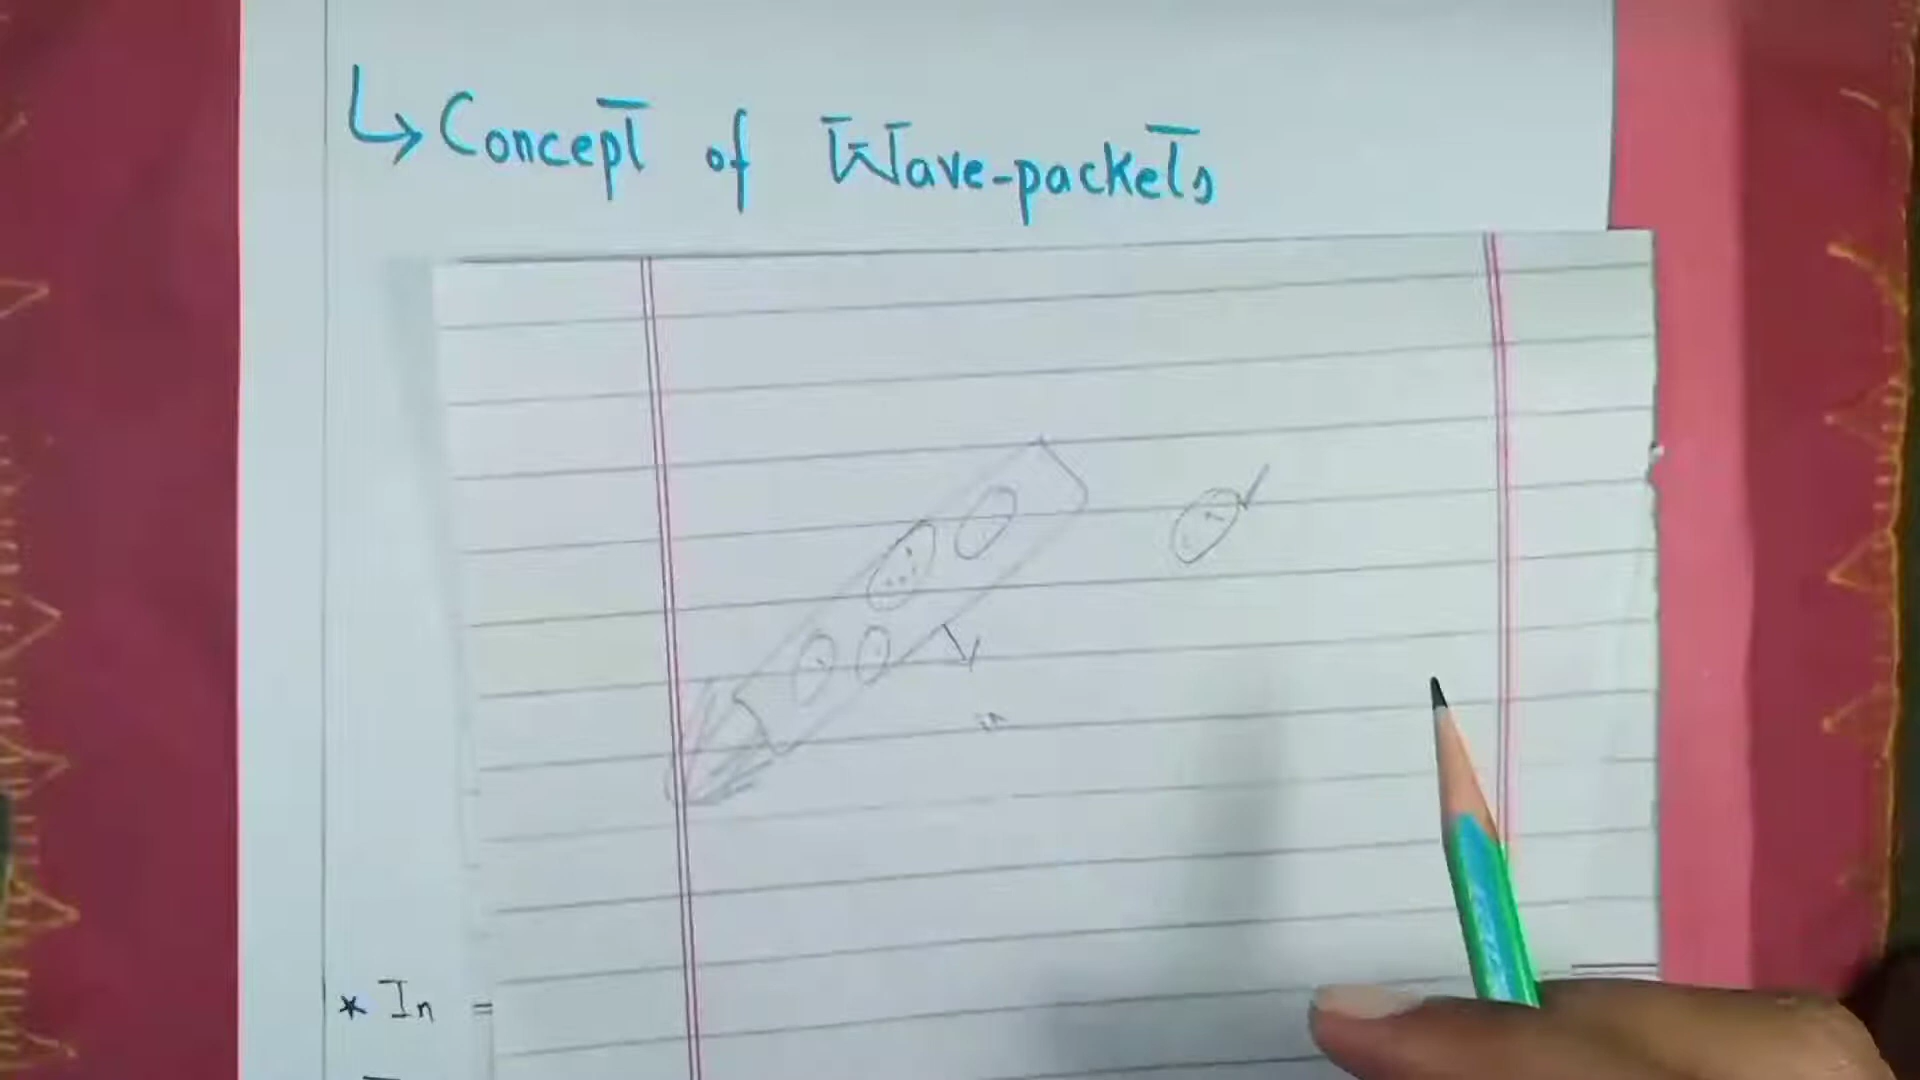 ↳ Concept of Wave-packets
* In =